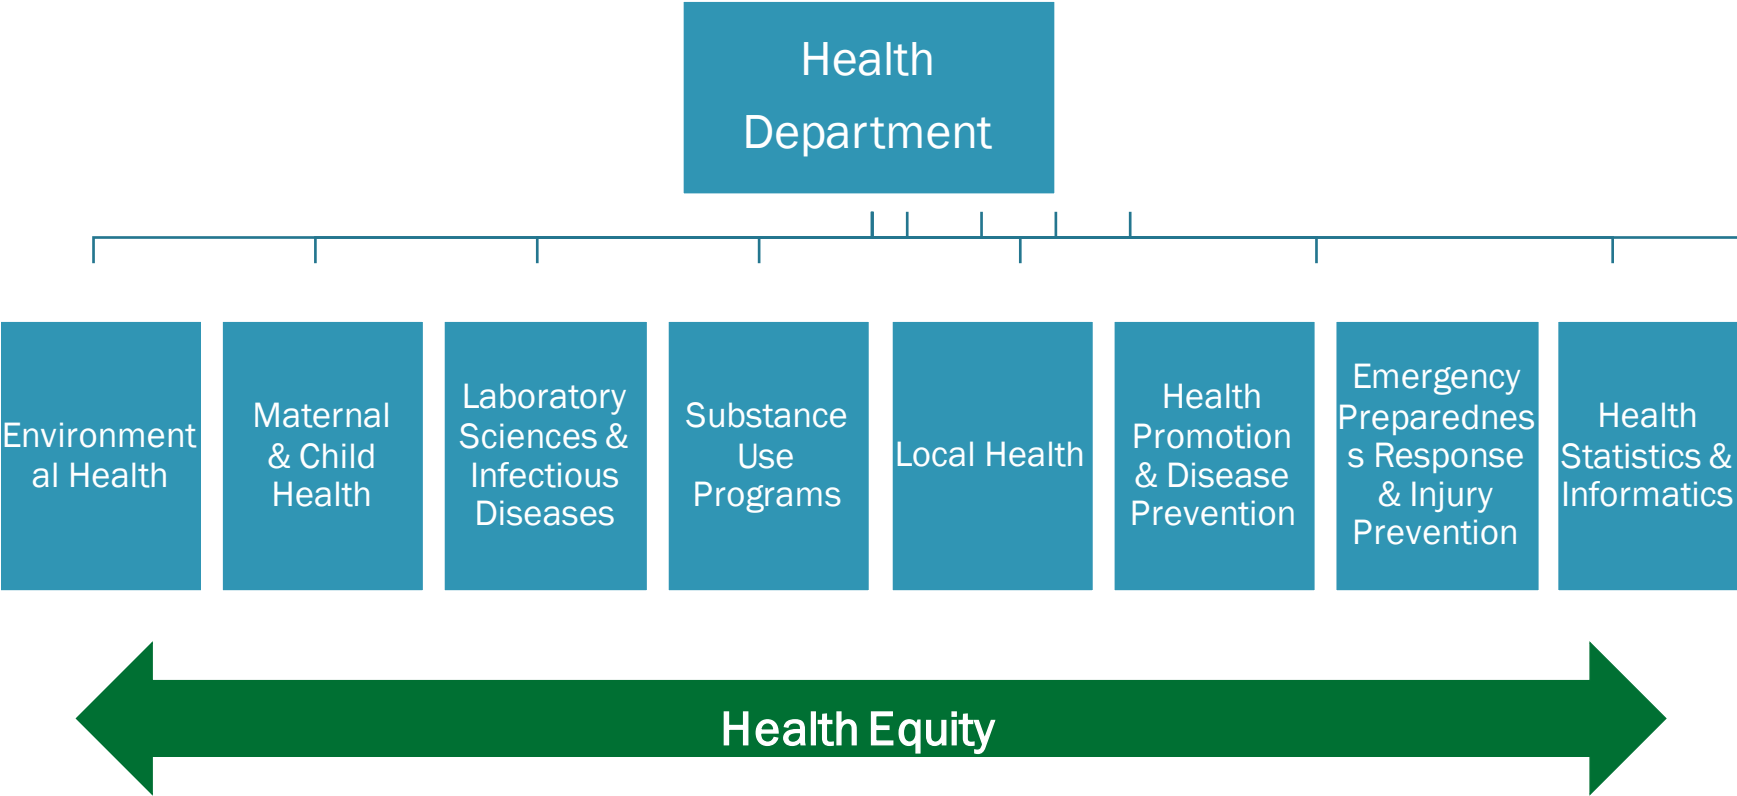 Health
Department
Environment
al Health
Maternal
& Child
Health
Laboratory
Sciences &
Infectious
Diseases
Substance
Use
Programs
Local Health
Health
Promotion
& Disease
Prevention
Emergency
Preparednes
s Response
& Injury
Prevention
Health
Statistics &
Informatics
Health Equity